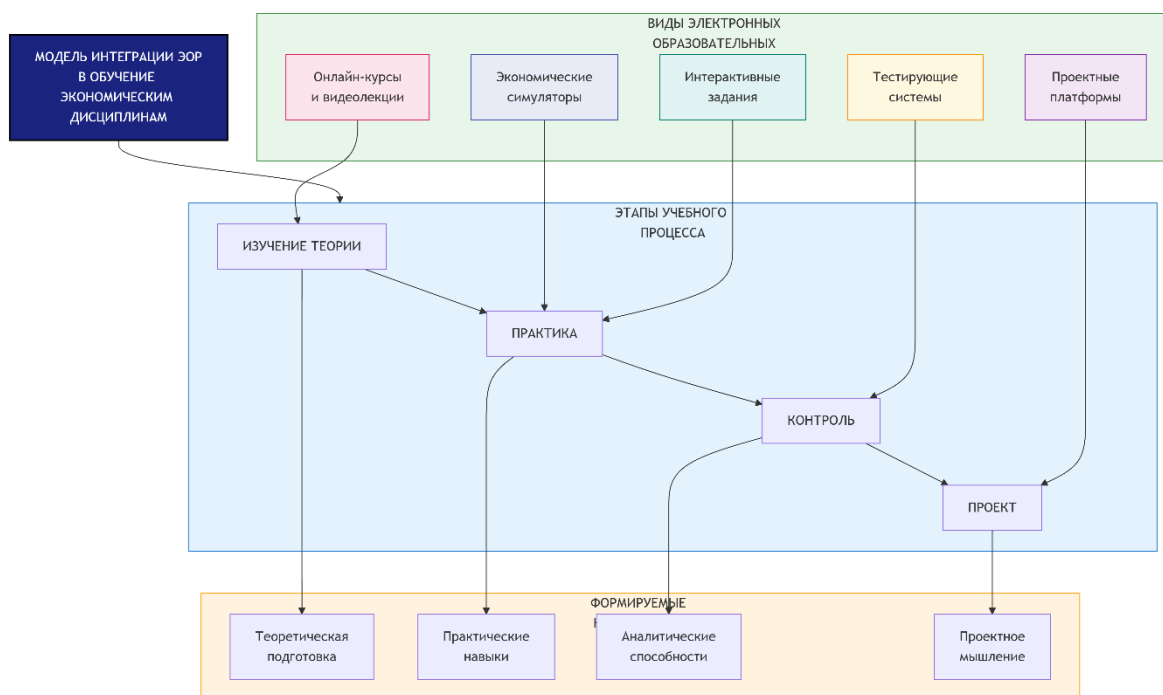 МОДЕЛЬ ИНТЕГРАЦИИ ЭОР
В ОБУЧЕНИЕ
ЭКОНОМИЧЕСКИМ
ДИСЦИПЛИНАМ
ВИДЫ ЭЛЕКТРОННЫХ
ОБРАЗОВАТЕЛЬНЫХ
Онлайн-курсы
и видеолекции
Экономические
симуляторы
Интерактивные
задания
Тестирующие
системы
Проектные
платформы
ЭТАПЫ УЧЕБНОГО
ПРОЦЕССА
ИЗУЧЕНИЕ ТЕОРИИ
ПРАКТИКА
КОНТРОЛЬ
ПРОЕКТ
ФОРМИРУЕМЫЕ
Теоретическая
подготовка
Практические
навыки
Аналитические
способности
Проектное
мышление